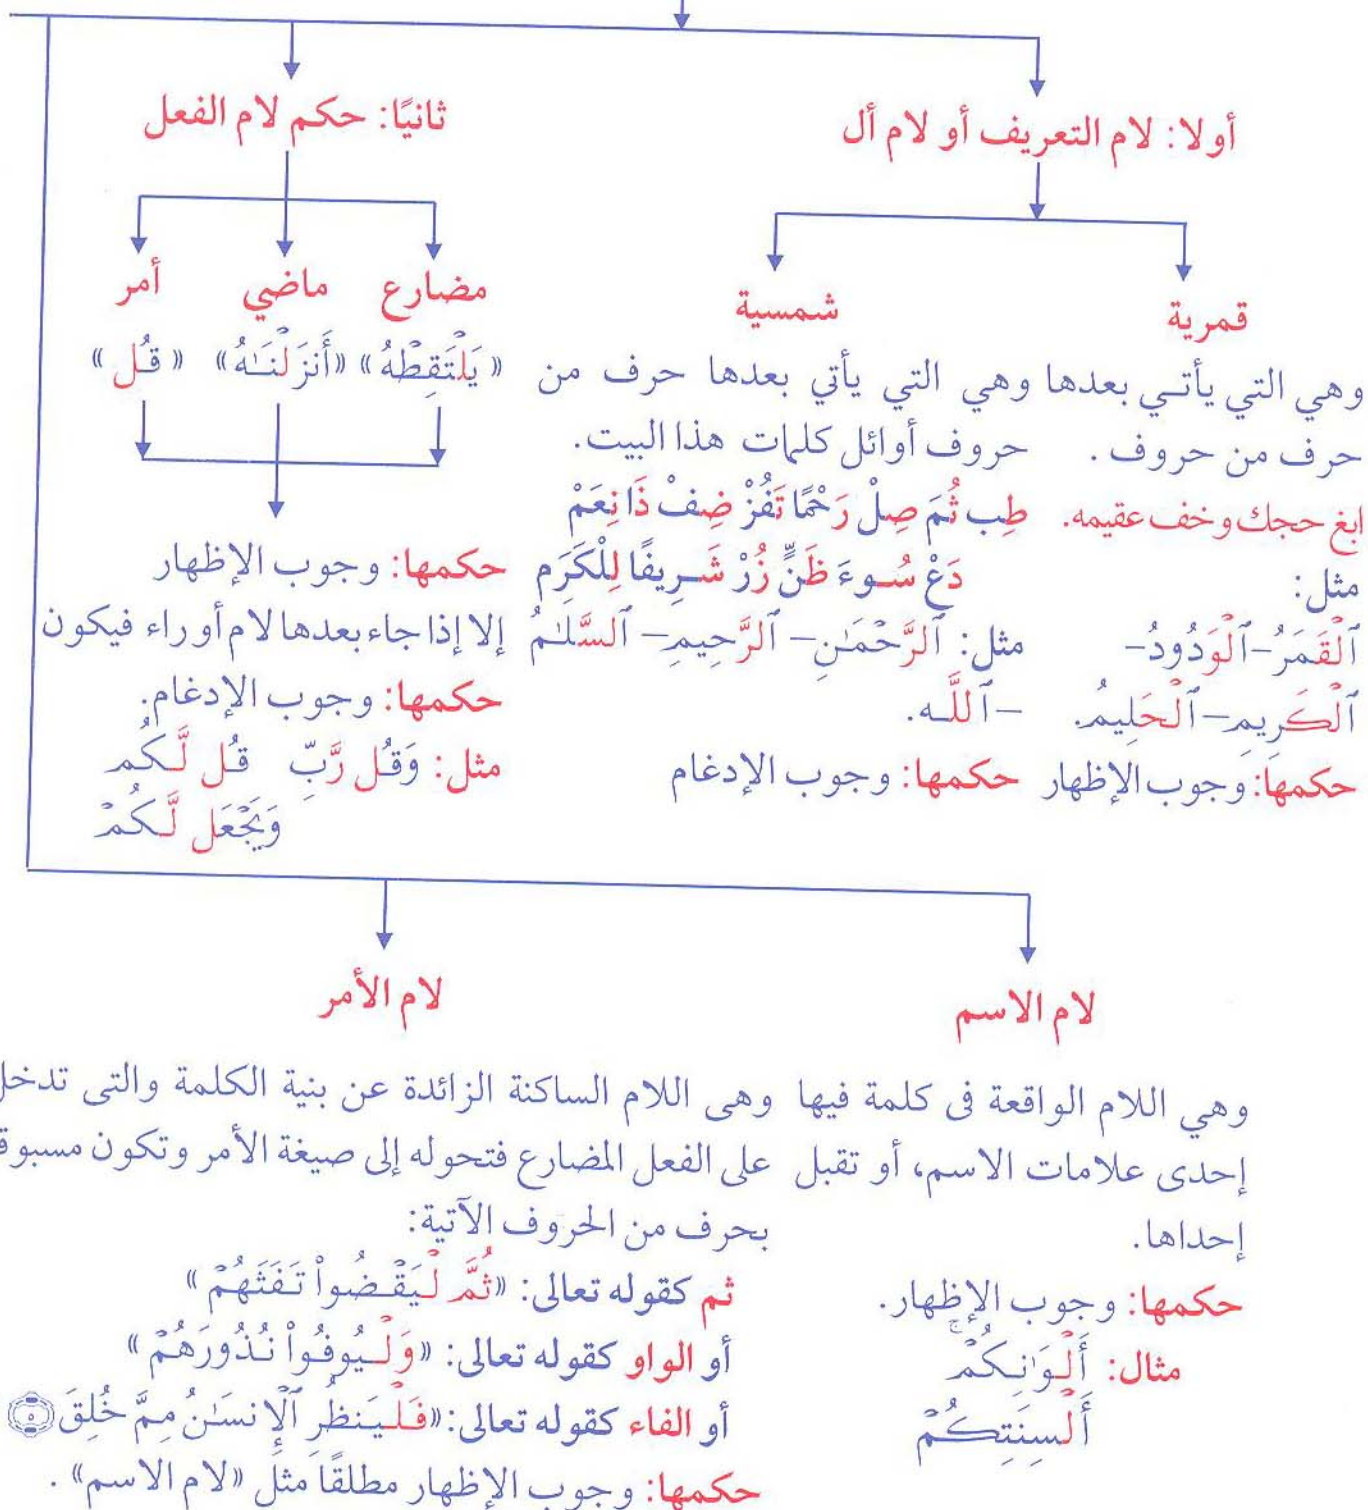 أولا: لام التعريف أو لام أل
قمرية
وهي التي يأتي بعدها
حرف من حروف .
ابغ حجك وخف عقيمه.
مثل:
ٱلْقَمَرُ – ٱلْوَدُودُ –
ٱلْكَرِيمِ – ٱلْحَلِيمُ.
حكمها: وجوب الإظهار
شمسية
وهي التي يأتي بعدها حرف من
حروف أوائل كلمات هذا البيت.
طِب ثُمَ صِلْ رَحْمًا تَفُزْ ضِفْ ذَا نِعَمْ
دَعْ سُوءَ ظَنٍّ زُرْ شَرِيفًا لِلْكَرَم
مثل: ٱلرَّحْمَـٰنِ – ٱلرَّحِيمِ – ٱلسَّلَـٰمُ
– ٱللَّه.
حكمها: وجوب الإدغام
ثانيًا: حكم لام الفعل
مضارع ماضي أمر
« يَلْتَقِطْهُ » «أَنزَلْنَـٰهُ» « قُل »
حكمها: وجوب الإظهار
إلا إذا جاء بعدها لام أو راء فيكون
حكمها: وجوب الإدغام.
مثل: وَقُل رَّبِّ قُل لَّكُم
وَيَجْعَل لَّكُمْ
لام الاسم
وهي اللام الواقعة فى كلمة فيها
إحدى علامات الاسم، أو تقبل
إحداها.
حكمها: وجوب الإظهار.
مثال: أَلْوَٰنِكُمْۚ
أَلْسِنَتِكُمْ
لام الأمر
وهى اللام الساكنة الزائدة عن بنية الكلمة والتى تدخل
على الفعل المضارع فتحوله إلى صيغة الأمر وتكون مسبوقة
بحرف من الحروف الآتية:
ثم كقوله تعالى: «ثُمَّ لْيَقْضُوا۟ تَفَثَهُمْ »
أو الواو كقوله تعالى: «وَلْيُوفُوا۟ نُذُورَهُمْ »
أو الفاء كقوله تعالى: «فَلْيَنظُرِ ٱلْإِنسَـٰنُ مِمَّ خُلِقَ ٥
حكمها: وجوب الإظهار مطلقًا مثل «لام الاسم» .